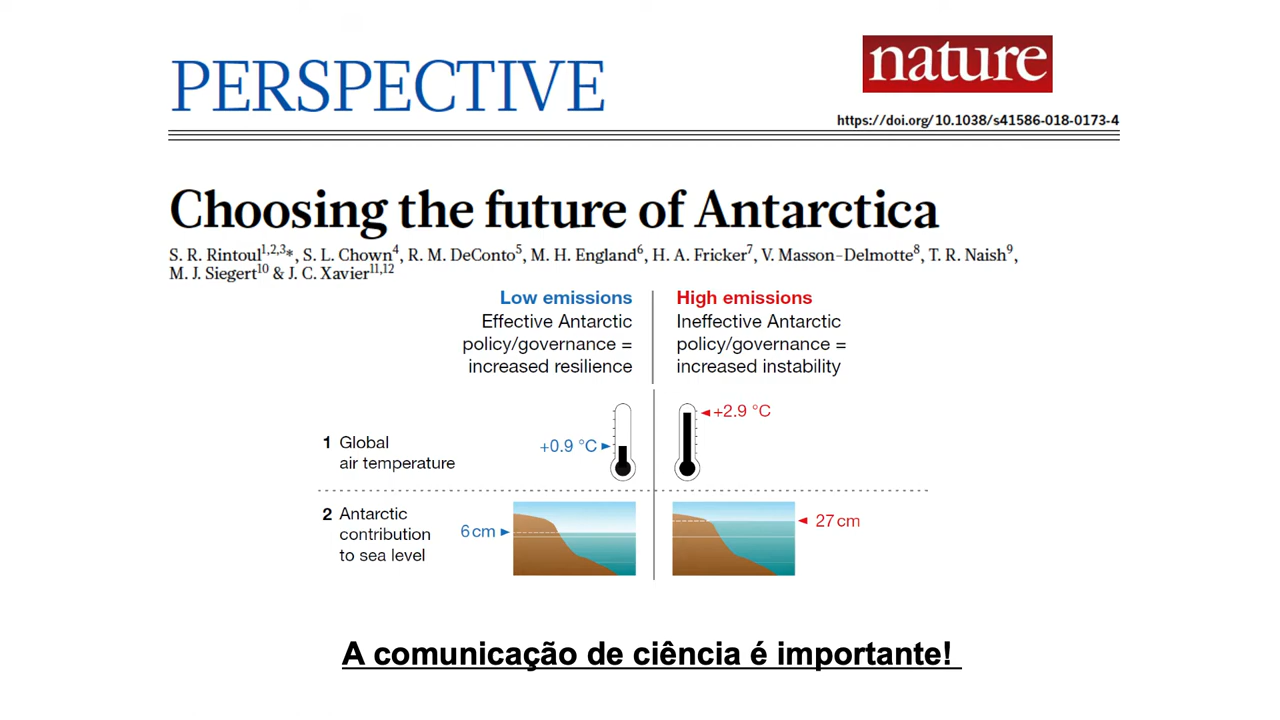 PERSPECTIVE
nature
https://doi.org/10.1038/s41586-018-0173-4
Choosing the future of Antarctica
S. R. Rintoul1,2,3*, S. L. Chown4, R. M. DeConto5, M. H. England6, H. A. Fricker7, V. Masson-Delmotte8, T. R. Naish9,
M. J. Siegert10 & J. C. Xavier11,12
Low emissions
Effective Antarctic
policy/governance =
increased resilience
High emissions
Ineffective Antarctic
policy/governance =
increased instability
1 Global
air temperature
+0.9 °C
+2.9 °C
2 Antarctic
contribution
to sea level
6 cm
27 cm
A comunicação de ciência é importante!